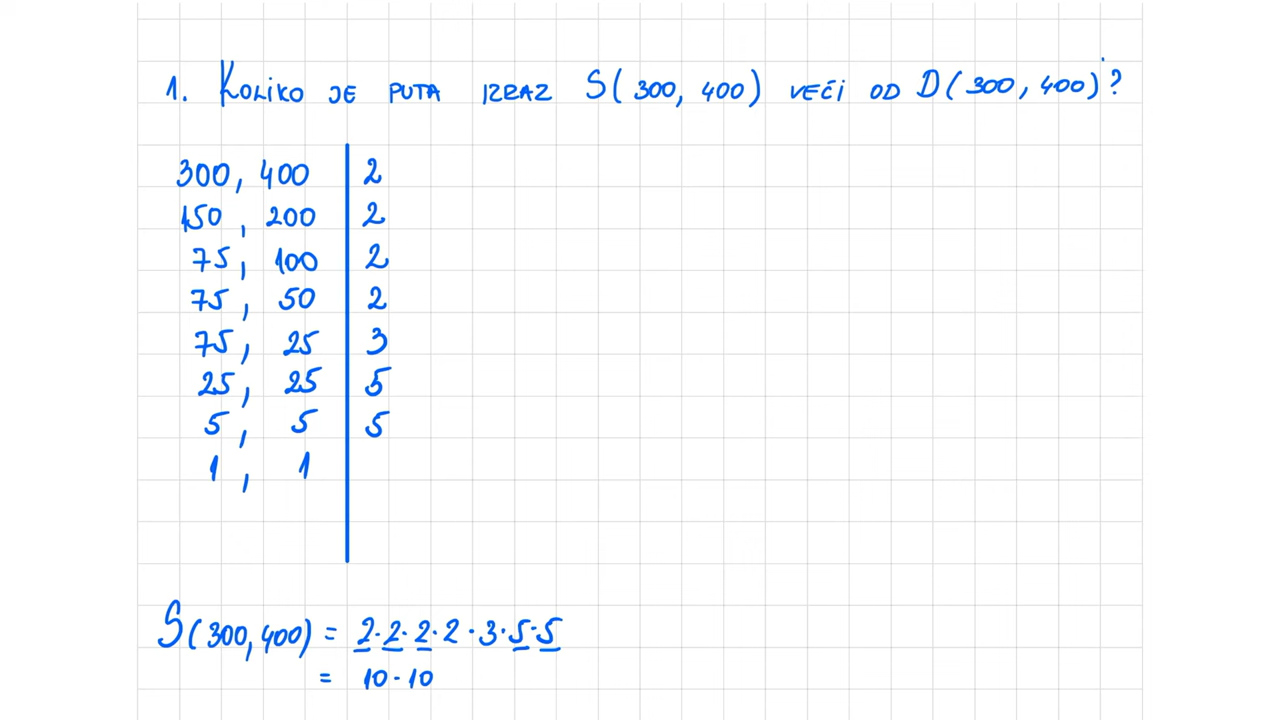 1. KOLIKO JE PUTA IZRAZ S(300, 400) VEĆI OD D(300, 400)?
300, 400 | 2
150, 200 | 2
75, 100 | 2
75, 50 | 2
75, 25 | 3
25, 25 | 5
5, 5 | 5
1, 1 |
S(300,400) = 2·2·2·2·3·5·5
= 10·10